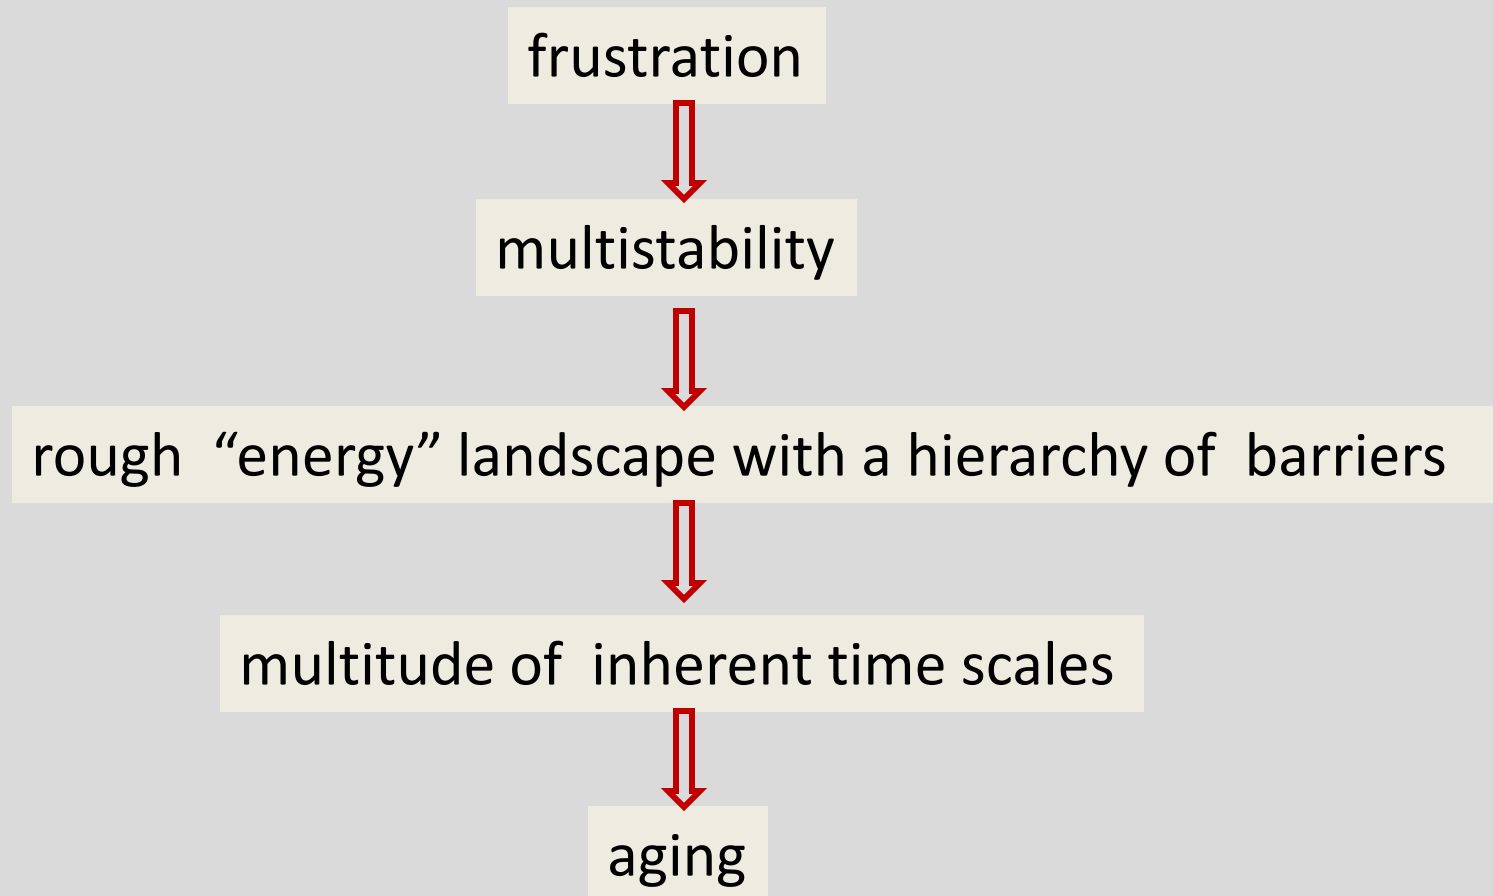 frustration
multistability
rough “energy” landscape with a hierarchy of barriers
multitude of inherent time scales
aging